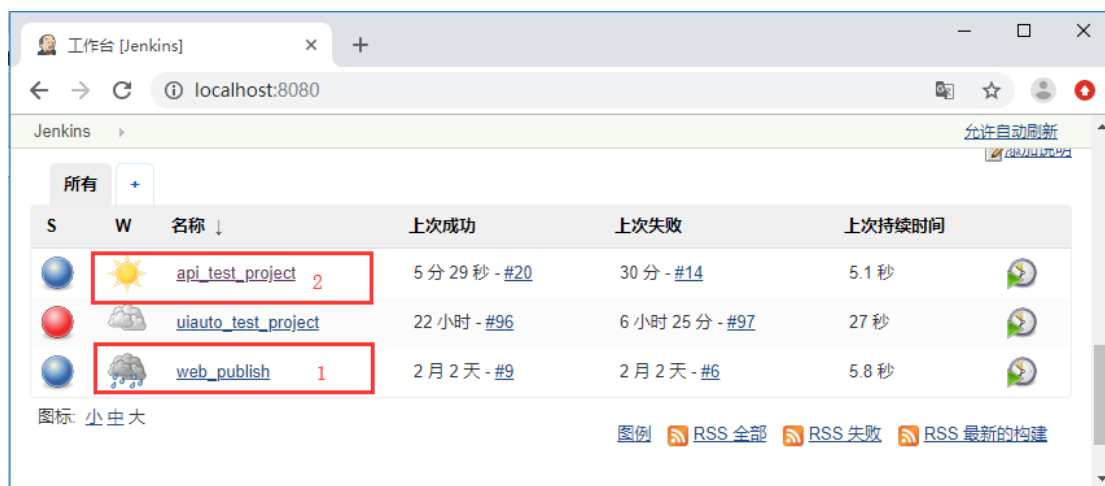 工作台 [Jenkins]
localhost:8080
Jenkins 允许自动刷新
添加说明
所有 +
S W 名称 ↓ 上次成功 上次失败 上次持续时间
api_test_project 2 5 分 29 秒 - #20 30 分 - #14 5.1 秒
uiauto_test_project 22 小时 - #96 6 小时 25 分 - #97 27 秒
web_publish 1 2 月 2 天 - #9 2 月 2 天 - #6 5.8 秒
图标: 小 中 大
图例 RSS 全部 RSS 失败 RSS 最新的构建